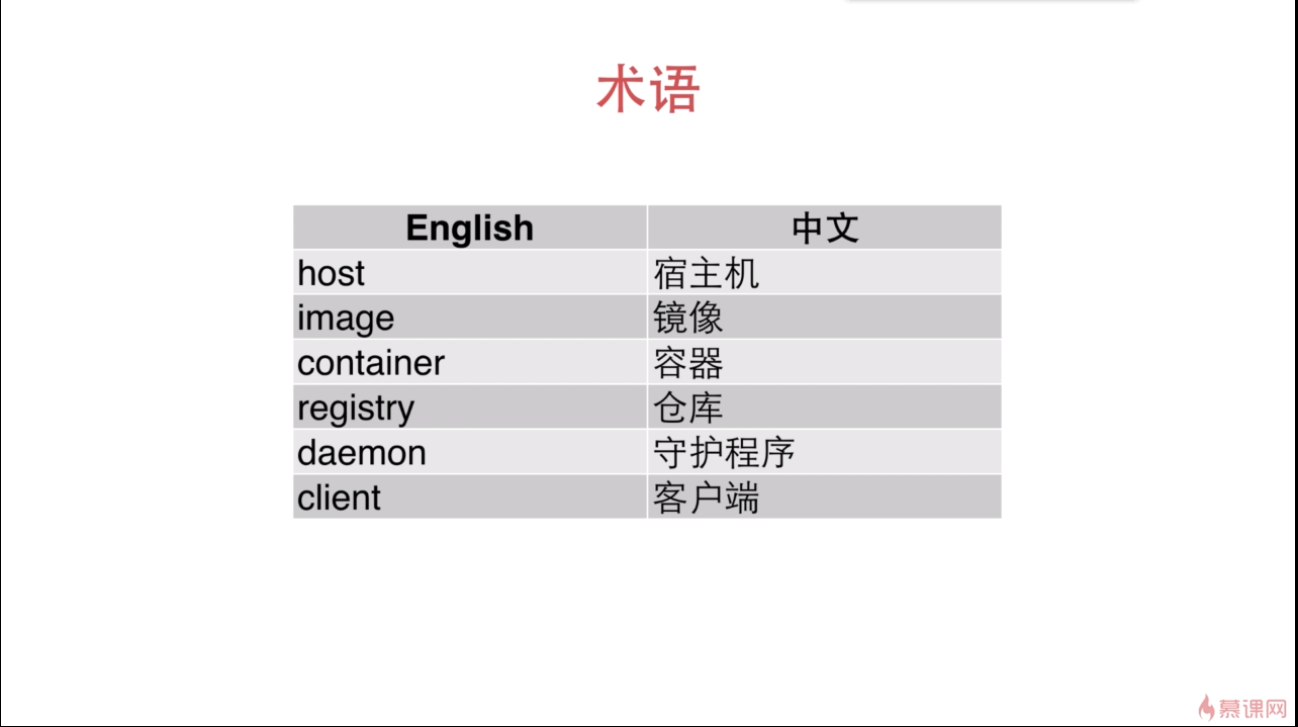 术语
English 中文
host 宿主机
image 镜像
container 容器
registry 仓库
daemon 守护程序
client 客户端
慕课网